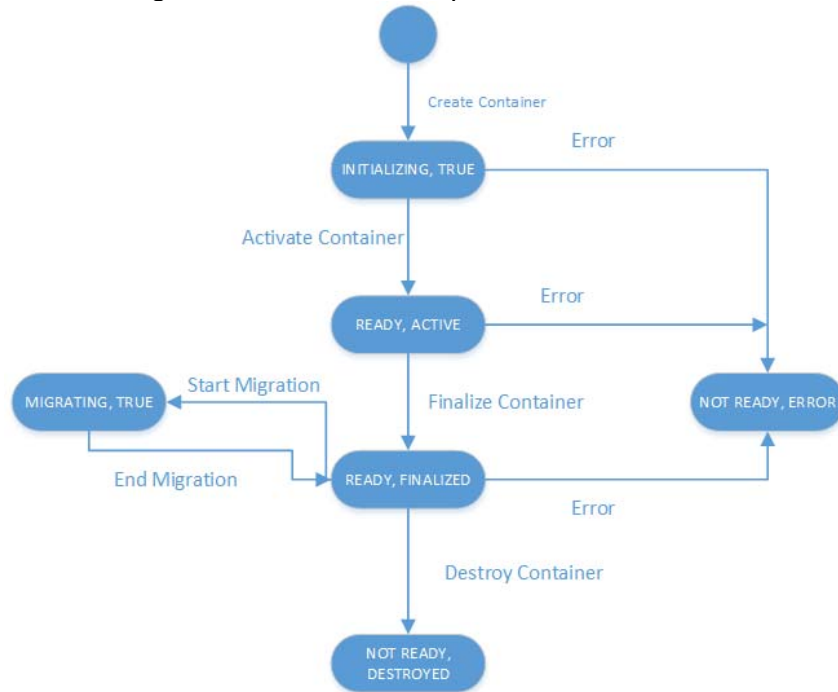 Create Container
Error
INITIALIZING, TRUE
Activate Container
Error
READY, ACTIVE
Start Migration
MIGRATING, TRUE
Finalize Container
NOT READY, ERROR
End Migration
READY, FINALIZED
Error
Destroy Container
NOT READY,
DESTROYED